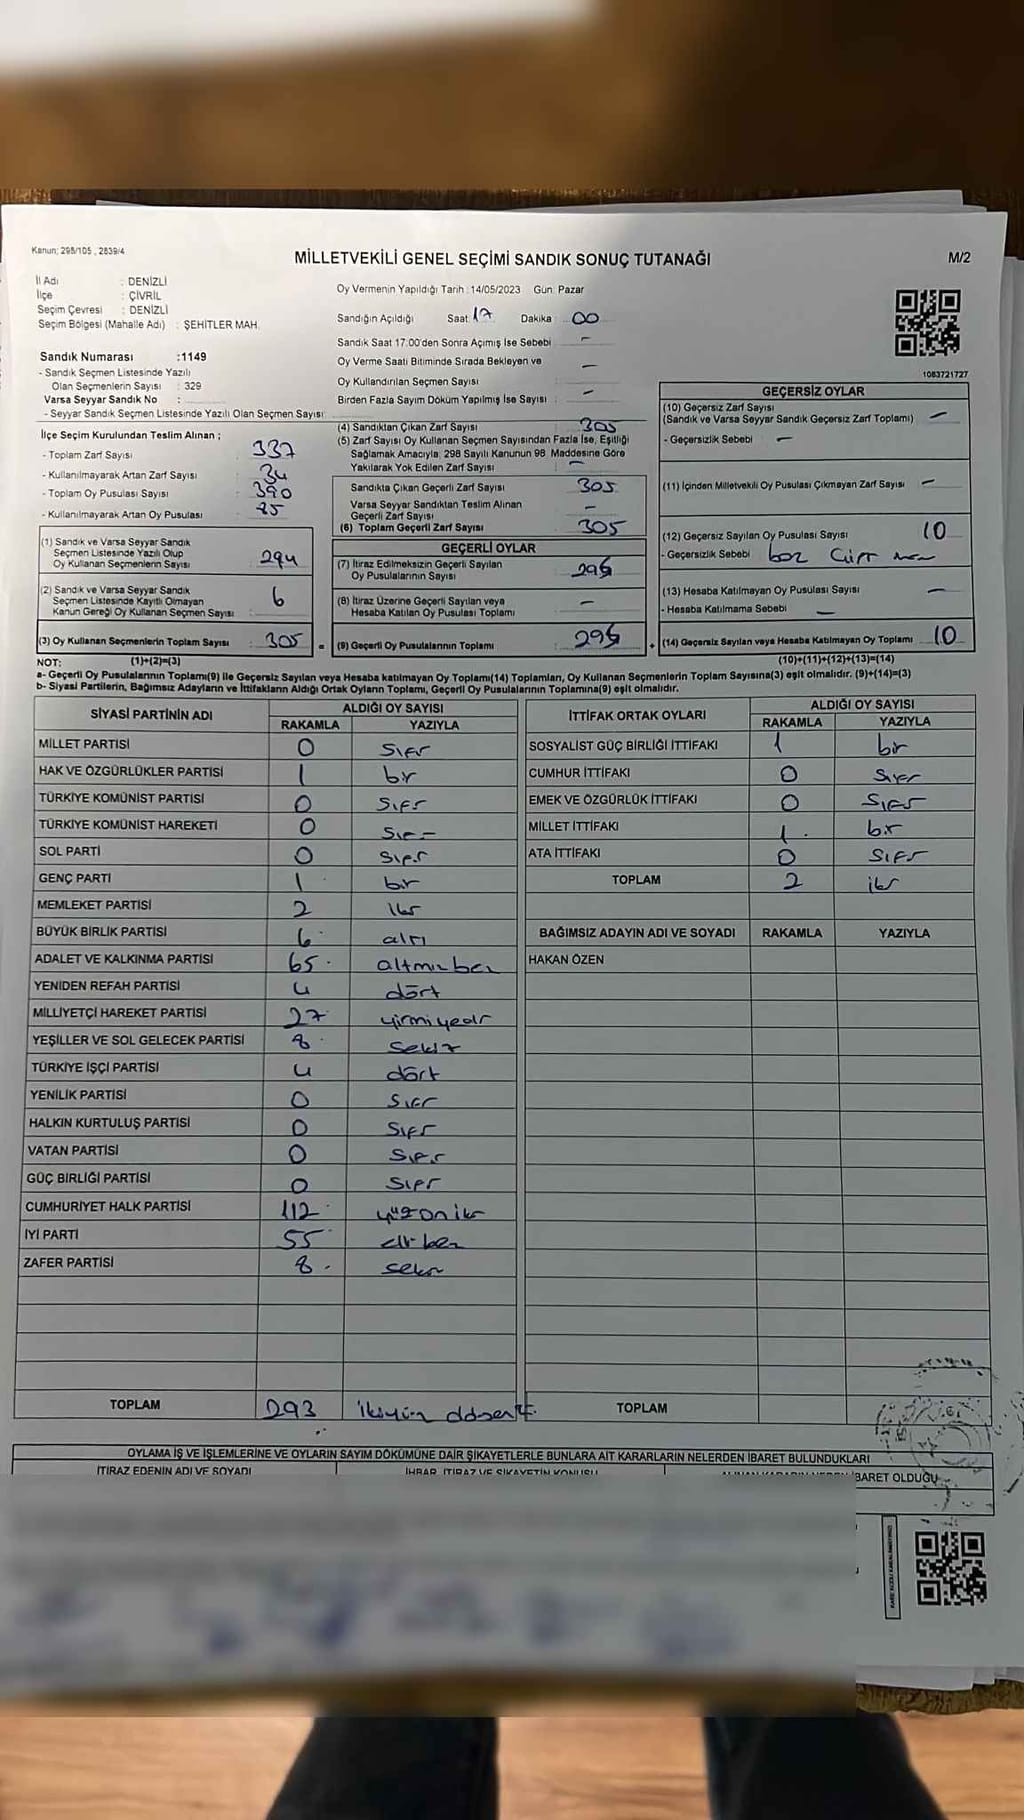 Kanun: 298/105 , 2839/4
MİLLETVEKİLİ GENEL SEÇİMİ SANDIK SONUÇ TUTANAĞI
M/2
İl Adı : DENİZLİ
İlçe : ÇİVRİL
Seçim Çevresi : DENİZLİ
Seçim Bölgesi (Mahalle Adı) : ŞEHİTLER MAH.
Oy Vermenin Yapıldığı Tarih :14/05/2023 Gün: Pazar
Sandığın Açıldığı Saat 17 Dakika 00
Sandık Saat 17:00'den Sonra Açımış İse Sebebi –
Oy Verme Saati Bitiminde Sırada Bekleyen ve
Oy Kullandırılan Seçmen Sayısı –
Birden Fazla Sayım Döküm Yapılmış İse Sayısı –
1083721727
Sandık Numarası :1149
- Sandık Seçmen Listesinde Yazılı
Olan Seçmenlerin Sayısı : 329
Varsa Seyyar Sandık No :
- Seyyar Sandık Seçmen Listesinde Yazılı Olan Seçmen Sayısı:
İlçe Seçim Kurulundan Teslim Alınan ;
- Toplam Zarf Sayısı : 337
- Kullanılmayarak Artan Zarf Sayısı : 34
- Toplam Oy Pusulası Sayısı : 390
- Kullanılmayarak Artan Oy Pusulası : 85
(1) Sandık ve Varsa Seyyar Sandık
Seçmen Listesinde Yazılı Olup
Oy Kullanan Seçmenlerin Sayısı 294
(2) Sandık ve Varsa Seyyar Sandık
Seçmen Listesinde Kayıtlı Olmayan
Kanun Gereği Oy Kullanan Seçmen Sayısı 6
(3) Oy Kullanan Seçmenlerin Toplam Sayısı 305
(4) Sandıktan Çıkan Zarf Sayısı 305
(5) Zarf Sayısı Oy Kullanan Seçmen Sayısından Fazla İse, Eşitliği
Sağlamak Amacıyla, 298 Sayılı Kanunun 98. Maddesine Göre
Yakılarak Yok Edilen Zarf Sayısı –
Sandıkta Çıkan Geçerli Zarf Sayısı 305
Varsa Seyyar Sandıktan Teslim Alınan
Geçerli Zarf Sayısı –
(6) Toplam Geçerli Zarf Sayısı 305
GEÇERLİ OYLAR
(7) İtiraz Edilmeksizin Geçerli Sayılan
Oy Pusulalarının Sayısı 295
(8) İtiraz Üzerine Geçerli Sayılan veya
Hesaba Katılan Oy Pusulası Toplamı –
= (9) Geçerli Oy Pusulalarının Toplamı 295 +
GEÇERSİZ OYLAR
(10) Geçersiz Zarf Sayısı
(Sandık ve Varsa Seyyar Sandık Geçersiz Zarf Toplamı) –
- Geçersizlik Sebebi –
(11) İçinden Milletvekili Oy Pusulası Çıkmayan Zarf Sayısı –
(12) Geçersiz Sayılan Oy Pusulası Sayısı 10
- Geçersizlik Sebebi
(13) Hesaba Katılmayan Oy Pusulası Sayısı –
- Hesaba Katılmama Sebebi –
(14) Geçersiz Sayılan veya Hesaba Katılmayan Oy Toplamı 10
NOT: (1)+(2)=(3) (10)+(11)+(12)+(13)=(14)
a- Geçerli Oy Pusulalarının Toplamı(9) ile Geçersiz Sayılan veya Hesaba katılmayan Oy Toplamı(14) Toplamları, Oy Kullanan Seçmenlerin Toplam Sayısına(3) eşit olmalıdır. (9)+(14)=(3)
b- Siyasi Partilerin, Bağımsız Adayların ve İttifakların Aldığı Ortak Oyların Toplamı, Geçerli Oy Pusulalarının Toplamına(9) eşit olmalıdır.
SİYASİ PARTİNİN ADI ALDIĞI OY SAYISI
RAKAMLA YAZIYLA
MİLLET PARTİSİ 0 Sıfır
HAK VE ÖZGÜRLÜKLER PARTİSİ 1 bir
TÜRKİYE KOMÜNİST PARTİSİ 0 Sıfır
TÜRKİYE KOMÜNİST HAREKETİ 0 Sıfır
SOL PARTİ 0 Sıfır
GENÇ PARTİ 1 bir
MEMLEKET PARTİSİ 2 iki
BÜYÜK BİRLİK PARTİSİ 6 altı
ADALET VE KALKINMA PARTİSİ 65 altmışbeş
YENİDEN REFAH PARTİSİ 4 dört
MİLLİYETÇİ HAREKET PARTİSİ 27 yirmiyedi
YEŞİLLER VE SOL GELECEK PARTİSİ 8 sekiz
TÜRKİYE İŞÇİ PARTİSİ 4 dört
YENİLİK PARTİSİ 0 Sıfır
HALKIN KURTULUŞ PARTİSİ 0 Sıfır
VATAN PARTİSİ 0 Sıfır
GÜÇ BİRLİĞİ PARTİSİ 0 Sıfır
CUMHURİYET HALK PARTİSİ 112 yüzoniki
İYİ PARTİ 55 elli beş
ZAFER PARTİSİ 8 sekiz
TOPLAM 293
İTTİFAK ORTAK OYLARI ALDIĞI OY SAYISI
RAKAMLA YAZIYLA
SOSYALİST GÜÇ BİRLİĞİ İTTİFAKI 1 bir
CUMHUR İTTİFAKI 0 Sıfır
EMEK VE ÖZGÜRLÜK İTTİFAKI 0 Sıfır
MİLLET İTTİFAKI 1 bir
ATA İTTİFAKI 0 Sıfır
TOPLAM 2 iki
BAĞIMSIZ ADAYIN ADI VE SOYADI RAKAMLA YAZIYLA
HAKAN ÖZEN
TOPLAM
OYLAMA İŞ VE İŞLEMLERİNE VE OYLARIN SAYIM DÖKÜMÜNE DAİR ŞİKAYETLERLE BUNLARA AİT KARARLARIN NELERDEN İBARET BULUNDUKLARI
İTİRAZ EDENİN ADI VE SOYADI İHBAR, İTİRAZ VE ŞİKAYETİN KONUSU İBARET OLDUĞU